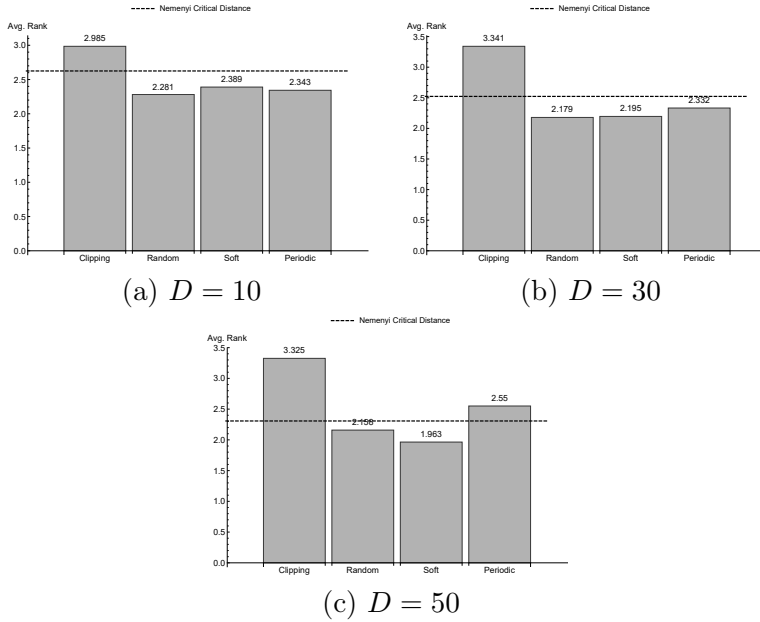 Nemenyi Critical Distance
Avg. Rank
3.0
2.5
2.0
1.5
1.0
0.5
0.0
2.985
2.281
2.389
2.343
Clipping Random Soft Periodic
(a) D = 10
Nemenyi Critical Distance
Avg. Rank
3.5
3.0
2.5
2.0
1.5
1.0
0.5
0.0
3.341
2.179
2.195
2.332
Clipping Random Soft Periodic
(b) D = 30
Nemenyi Critical Distance
Avg. Rank
3.5
3.0
2.5
2.0
1.5
1.0
0.5
0.0
3.325
2.158
1.963
2.55
Clipping Random Soft Periodic
(c) D = 50